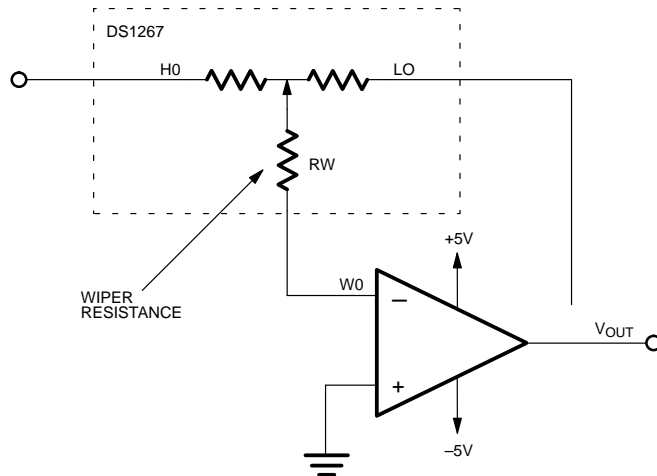 DS1267
H0
LO
RW
WIPER
RESISTANCE
W0
+5V
−
+
VOUT
–5V